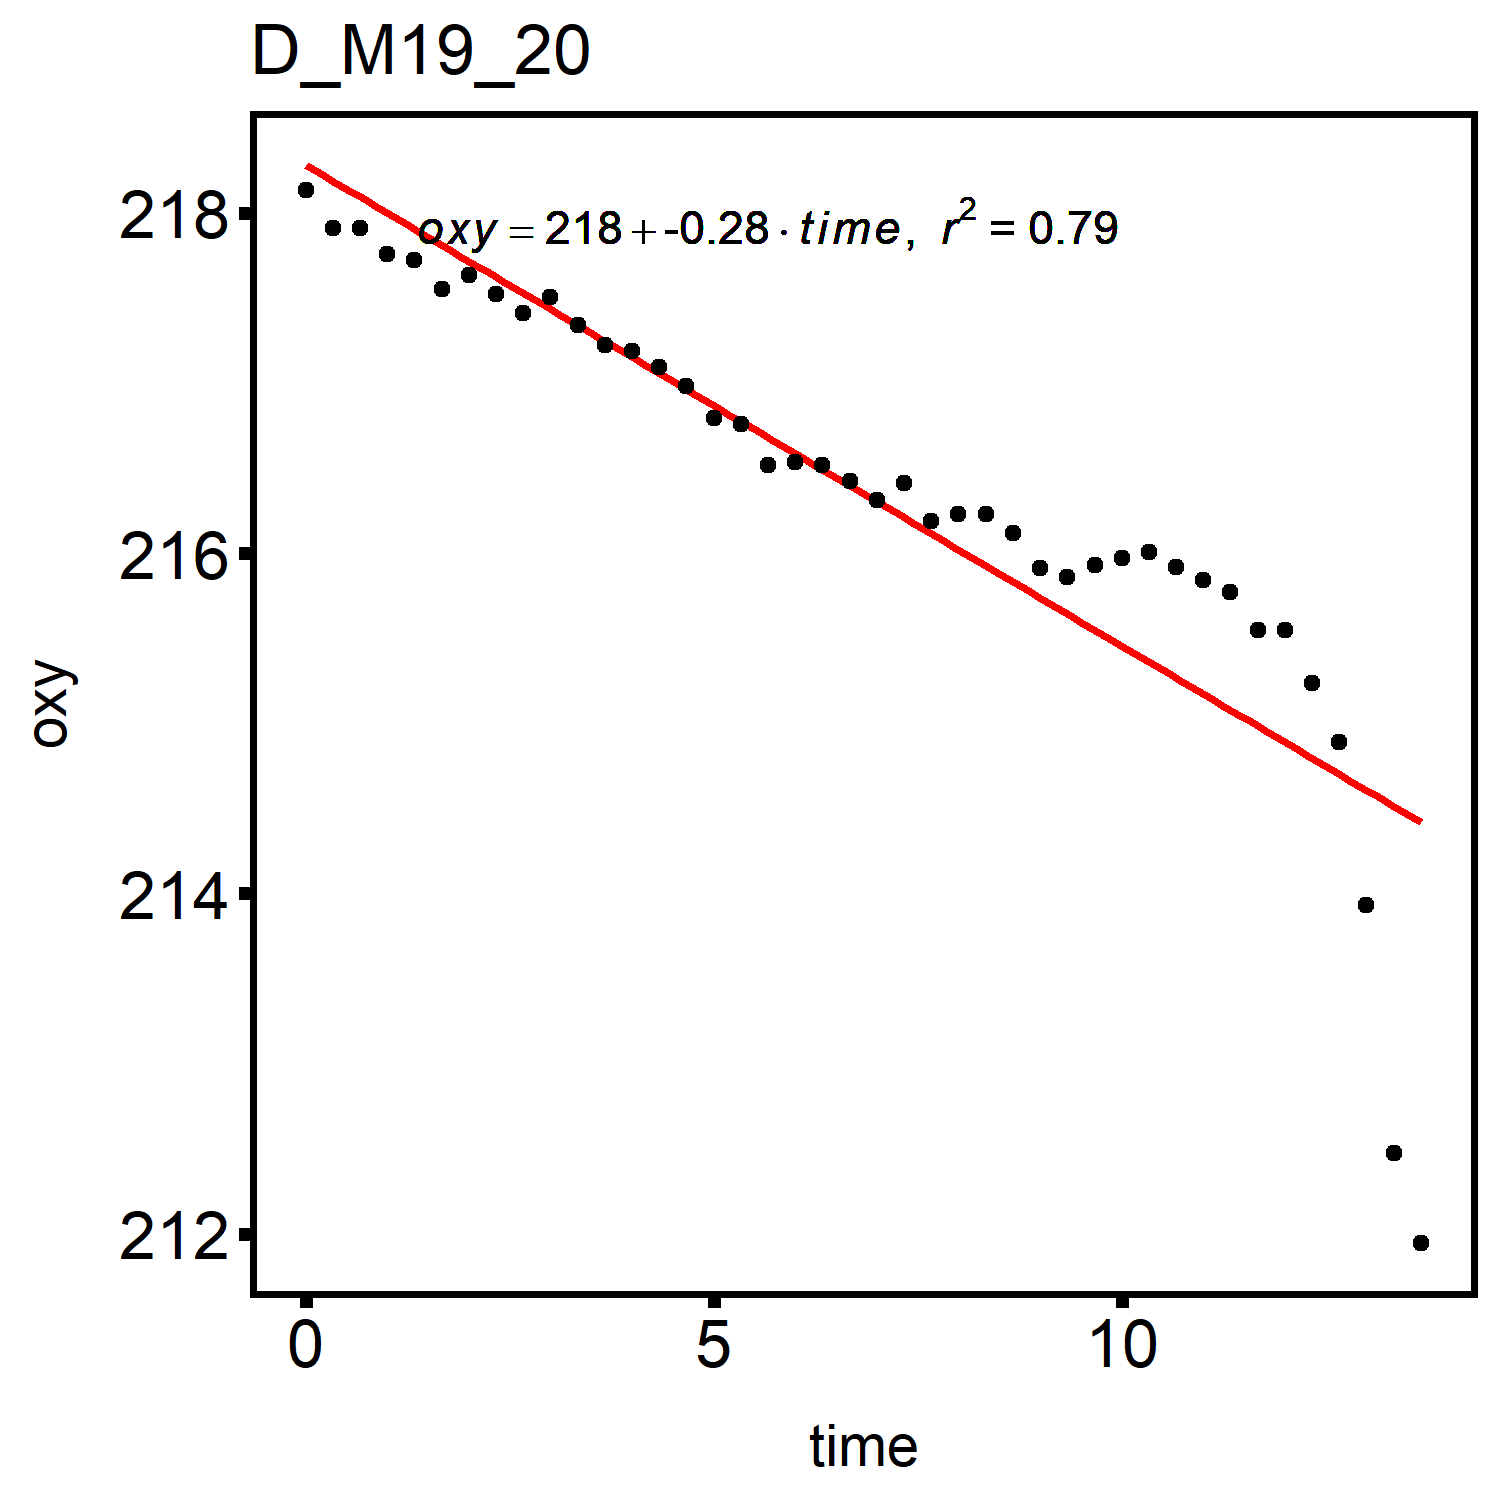 D_M19_20
oxy = 218 + -0.28 · time, r² = 0.79
218
216
214
212
oxy
0 5 10
time